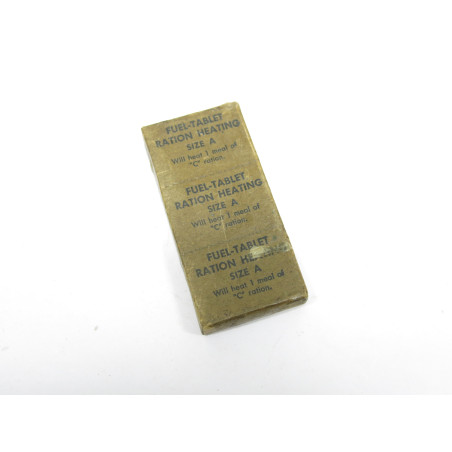 FUEL-TABLET
RATION HEATING
SIZE A
Will heat 1 meal of
"C" ration.
FUEL-TABLET
RATION HEATING
SIZE A
Will heat 1 meal of
"C" ration.
FUEL-TABLET
RATION
SIZE A
Will heat 1 meal of
"C" ration.